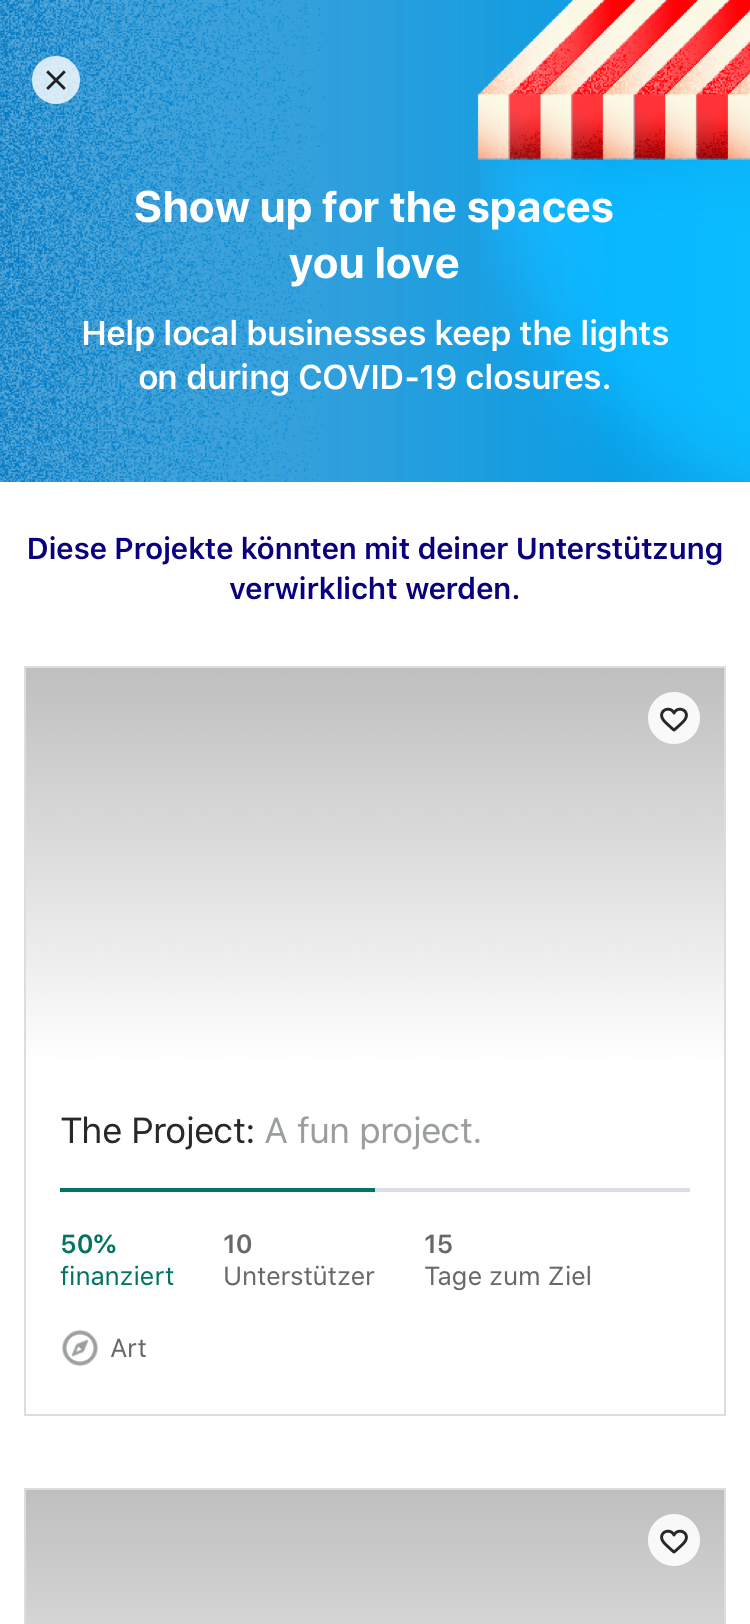 Show up for the spaces
you love
Help local businesses keep the lights
on during COVID-19 closures.
Diese Projekte könnten mit deiner Unterstützung
verwirklicht werden.
The Project: A fun project.
50%
finanziert
10
Unterstützer
15
Tage zum Ziel
Art